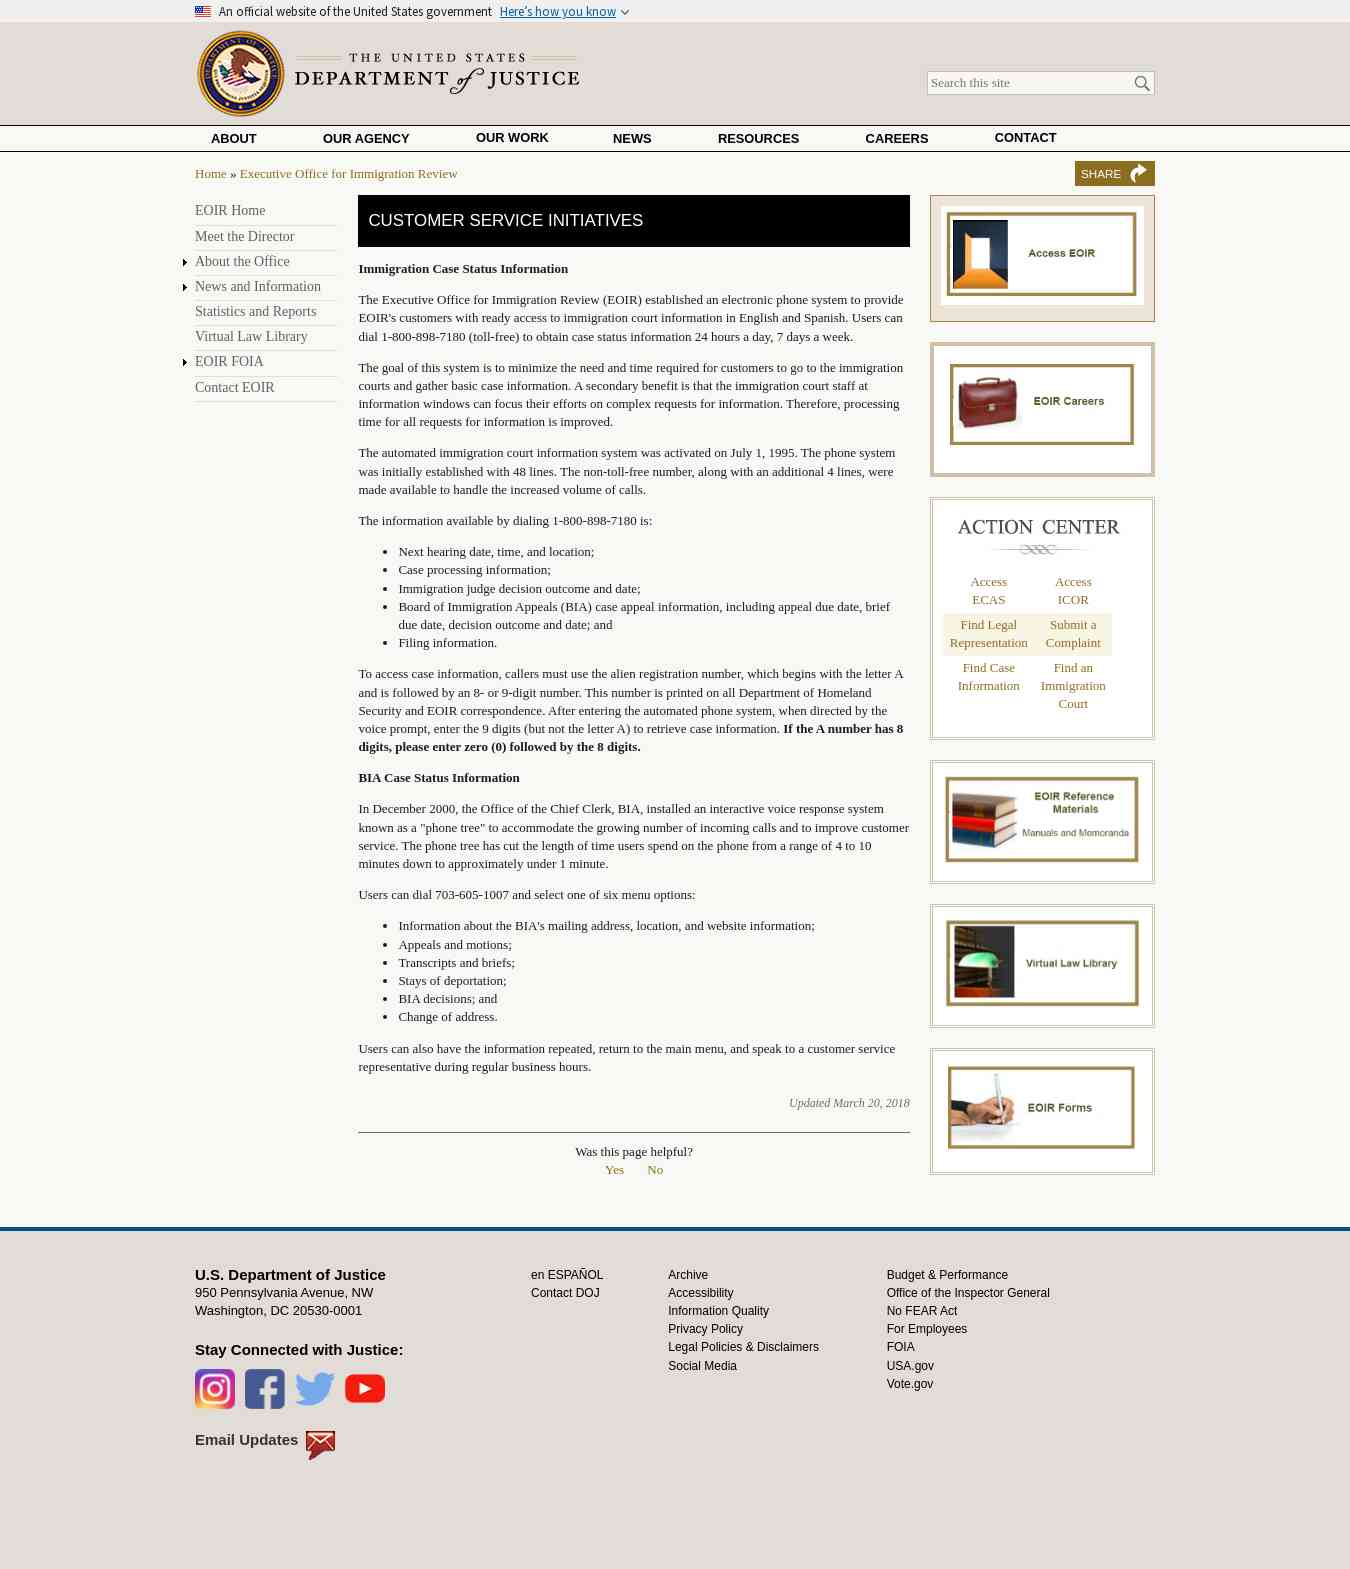 An official website of the United States government Here's how you know
THE UNITED STATES
DEPARTMENT of JUSTICE
Search this site
ABOUT OUR AGENCY OUR WORK NEWS RESOURCES CAREERS CONTACT
Home » Executive Office for Immigration Review
SHARE
EOIR Home
Meet the Director
About the Office
News and Information
Statistics and Reports
Virtual Law Library
EOIR FOIA
Contact EOIR
CUSTOMER SERVICE INITIATIVES
Immigration Case Status Information
The Executive Office for Immigration Review (EOIR) established an electronic phone system to provide
EOIR's customers with ready access to immigration court information in English and Spanish. Users can
dial 1-800-898-7180 (toll-free) to obtain case status information 24 hours a day, 7 days a week.
The goal of this system is to minimize the need and time required for customers to go to the immigration
courts and gather basic case information. A secondary benefit is that the immigration court staff at
information windows can focus their efforts on complex requests for information. Therefore, processing
time for all requests for information is improved.
The automated immigration court information system was activated on July 1, 1995. The phone system
was initially established with 48 lines. The non-toll-free number, along with an additional 4 lines, were
made available to handle the increased volume of calls.
The information available by dialing 1-800-898-7180 is:
• Next hearing date, time, and location;
• Case processing information;
• Immigration judge decision outcome and date;
• Board of Immigration Appeals (BIA) case appeal information, including appeal due date, brief
due date, decision outcome and date; and
• Filing information.
To access case information, callers must use the alien registration number, which begins with the letter A
and is followed by an 8- or 9-digit number. This number is printed on all Department of Homeland
Security and EOIR correspondence. After entering the automated phone system, when directed by the
voice prompt, enter the 9 digits (but not the letter A) to retrieve case information. If the A number has 8
digits, please enter zero (0) followed by the 8 digits.
BIA Case Status Information
In December 2000, the Office of the Chief Clerk, BIA, installed an interactive voice response system
known as a "phone tree" to accommodate the growing number of incoming calls and to improve customer
service. The phone tree has cut the length of time users spend on the phone from a range of 4 to 10
minutes down to approximately under 1 minute.
Users can dial 703-605-1007 and select one of six menu options:
• Information about the BIA's mailing address, location, and website information;
• Appeals and motions;
• Transcripts and briefs;
• Stays of deportation;
• BIA decisions; and
• Change of address.
Users can also have the information repeated, return to the main menu, and speak to a customer service
representative during regular business hours.
Updated March 20, 2018
Was this page helpful?
Yes No
Access EOIR
EOIR Careers
ACTION CENTER
Access
ECAS
Access
ICOR
Find Legal
Representation
Submit a
Complaint
Find Case
Information
Find an
Immigration
Court
EOIR Reference
Materials
Manuals and Memoranda
Virtual Law Library
EOIR Forms
U.S. Department of Justice
950 Pennsylvania Avenue, NW
Washington, DC 20530-0001
Stay Connected with Justice:
Email Updates
en ESPAÑOL
Contact DOJ
Archive
Accessibility
Information Quality
Privacy Policy
Legal Policies & Disclaimers
Social Media
Budget & Performance
Office of the Inspector General
No FEAR Act
For Employees
FOIA
USA.gov
Vote.gov